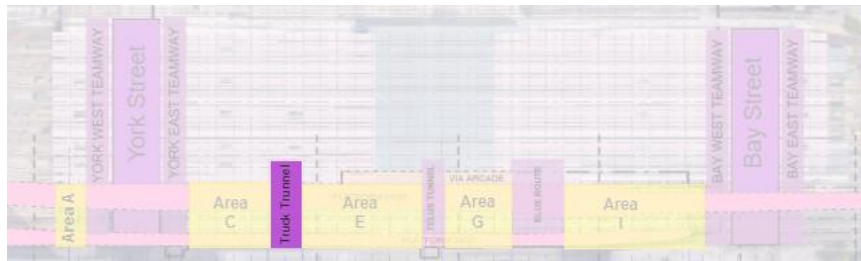 YORK WEST TEAMWAY
York Street
YORK EAST TEAMWAY
BAY WEST TEAMWAY
Bay Street
BAY EAST TEAMWAY
VIA ARCADE
Area A
Area
C
Truck Trunnel
Area
E
TELUS TUNNEL
Area
G
BLUE ROUTE
Area
I